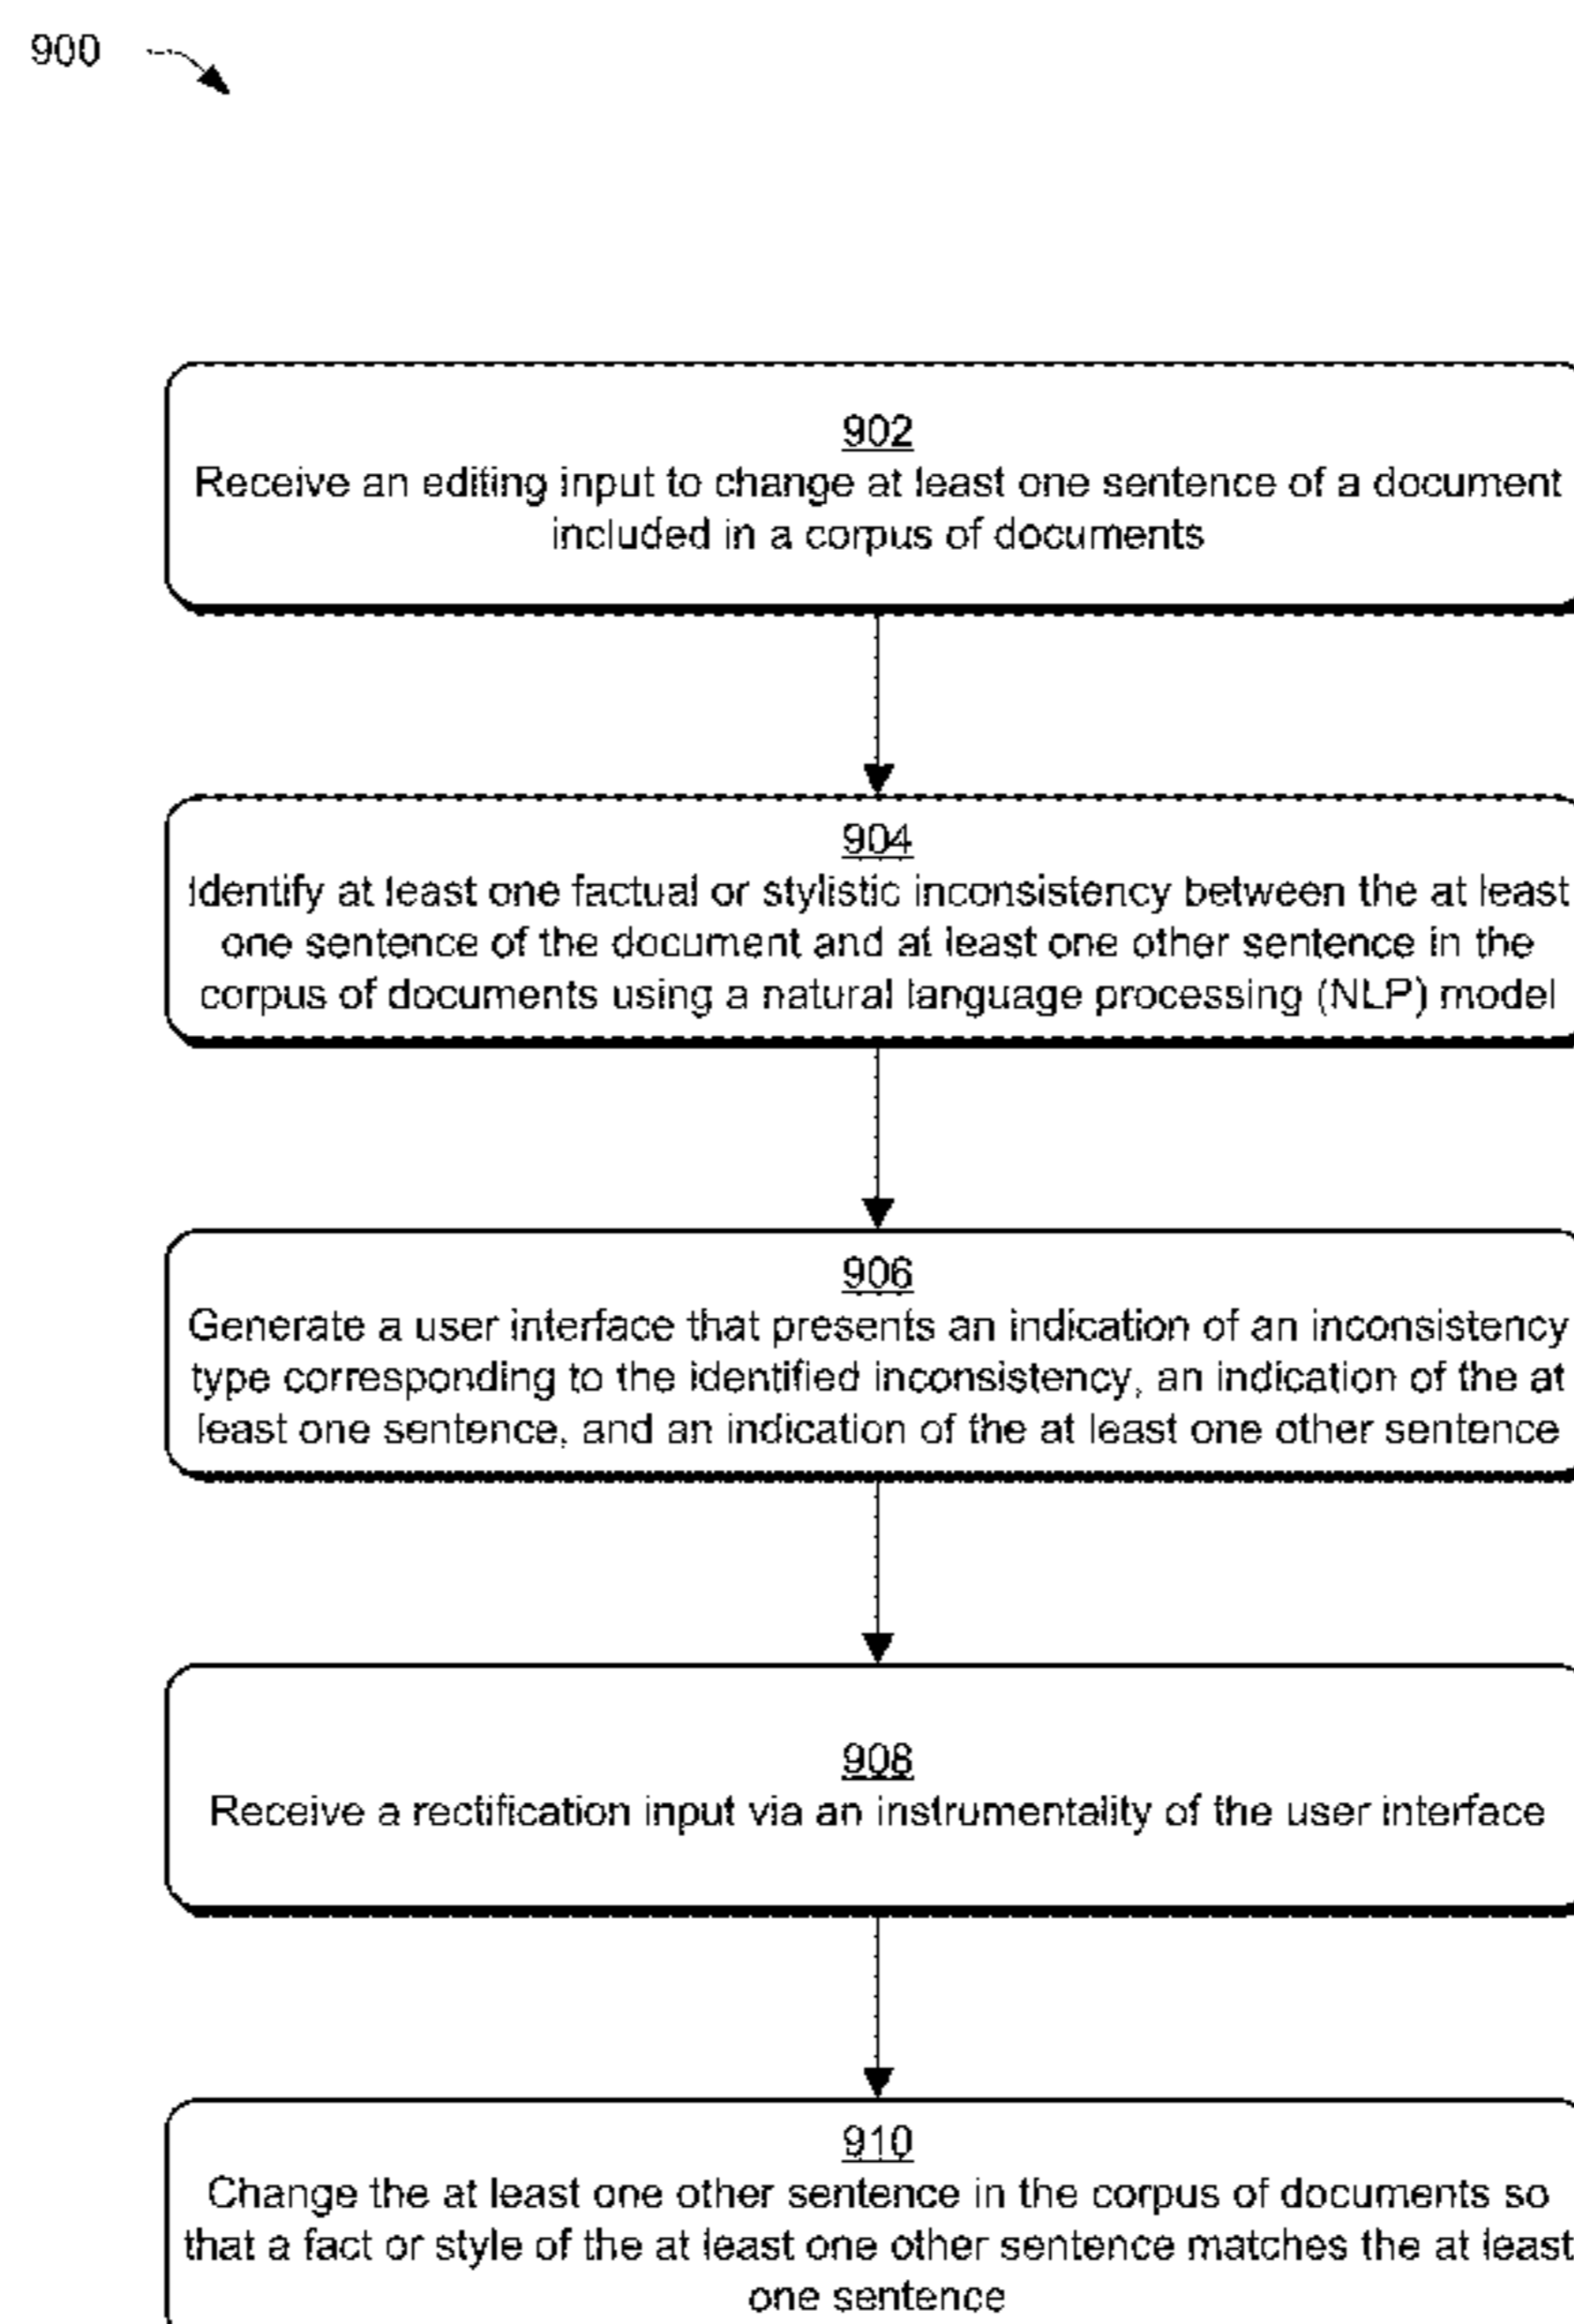 900
902
Receive an editing input to change at least one sentence of a document
included in a corpus of documents
904
Identify at least one factual or stylistic inconsistency between the at least
one sentence of the document and at least one other sentence in the
corpus of documents using a natural language processing (NLP) model
906
Generate a user interface that presents an indication of an inconsistency
type corresponding to the identified inconsistency, an indication of the at
least one sentence, and an indication of the at least one other sentence
908
Receive a rectification input via an instrumentality of the user interface
910
Change the at least one other sentence in the corpus of documents so
that a fact or style of the at least one other sentence matches the at least
one sentence